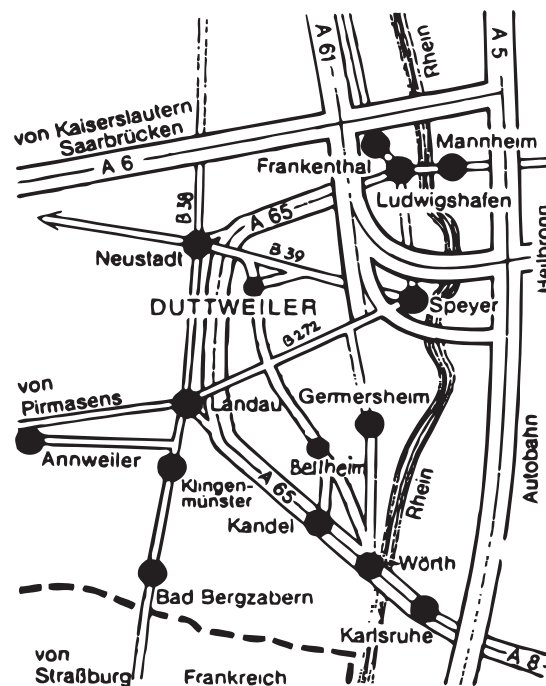 A 61
Rhein
A 5
von Kaiserslautern
Saarbrücken
A 6
Mannheim
Frankenthal
Ludwigshafen
B 38
A 65
Neustadt
B 39
Heilbronn
DUTTWEILER
Speyer
B 272
von
Pirmasens
Landau
Germersheim
Annweiler
Bellheim
Klingen-
münster
A 65
Rhein
Autobahn
Kandel
Wörth
Bad Bergzabern
Karlsruhe
A 8
von
Straßburg
Frankreich